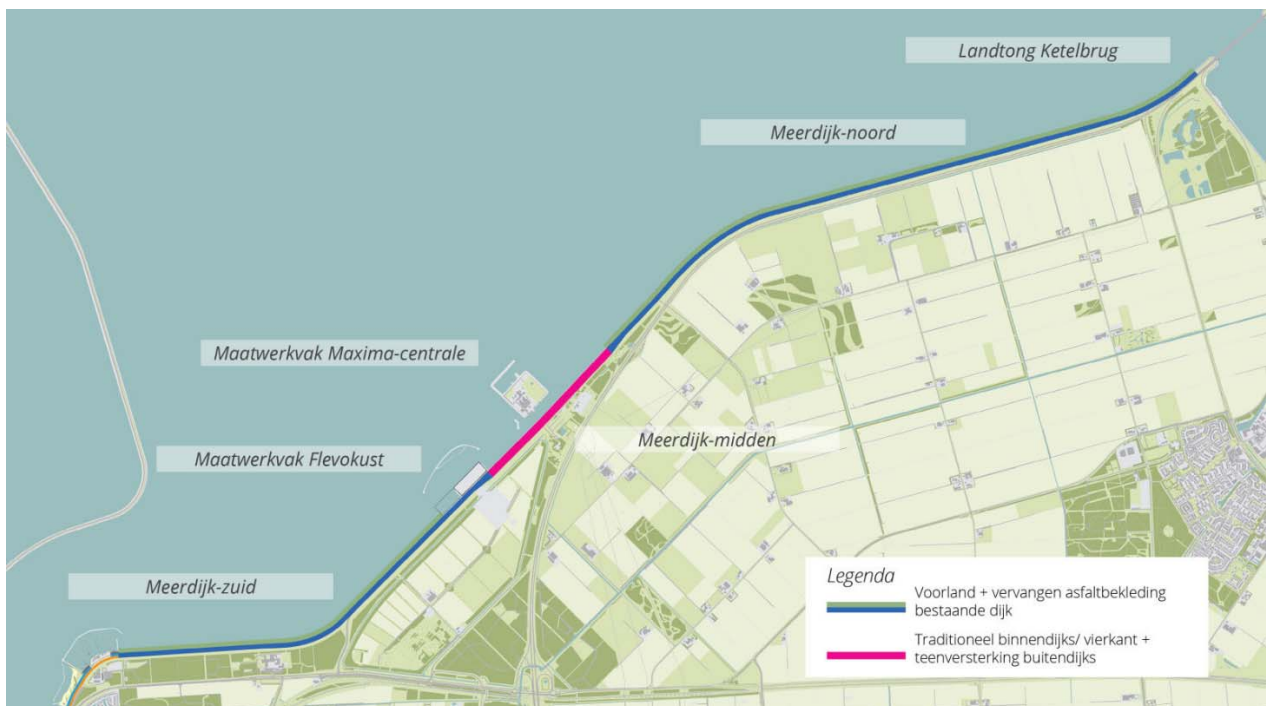 Landtong Ketelbrug
Meerdijk-noord
Maatwerkvak Maxima-centrale
Meerdijk-midden
Maatwerkvak Flevokust
Meerdijk-zuid
Legenda
Voorland + vervangen asfaltbekleding
bestaande dijk
Traditioneel binnendijks/ vierkant +
teenversterking buitendijks